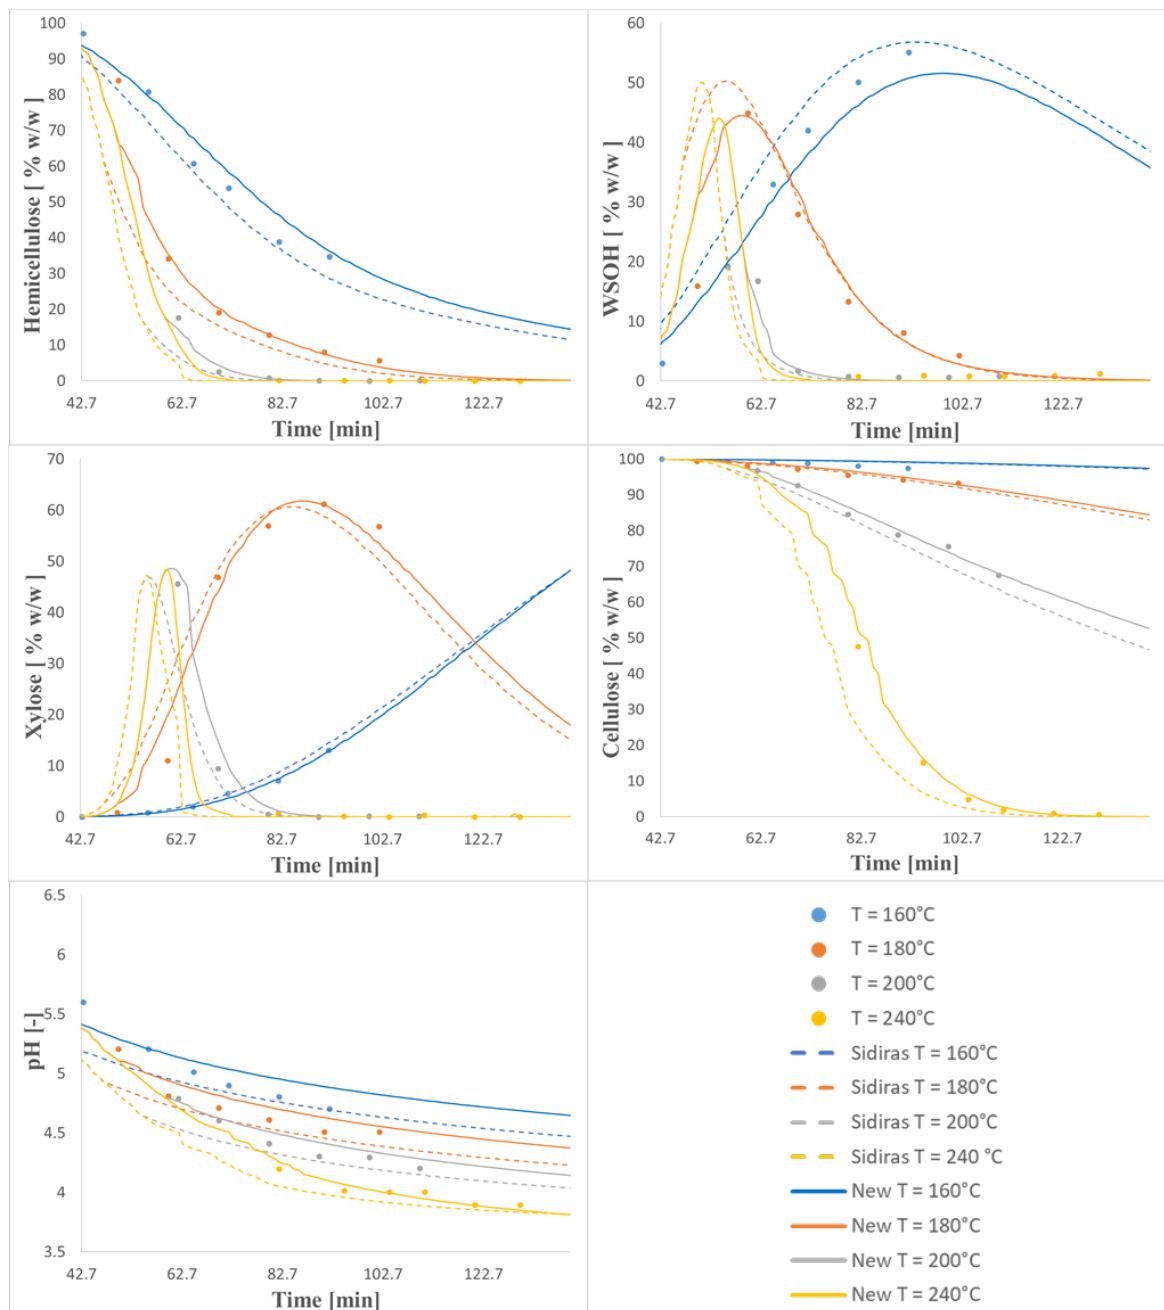 100
90
80
70
60
50
40
30
20
10
0
Hemicellulose [ % w/w ]
42.7 62.7 82.7 102.7 122.7
Time [min]
60
50
40
30
20
10
0
WSOH [ % w/w]
42.7 62.7 82.7 102.7 122.7
Time [min]
70
60
50
40
30
20
10
0
Xylose [ % w/w ]
42.7 62.7 82.7 102.7 122.7
Time [min]
100
90
80
70
60
50
40
30
20
10
0
Cellulose [ % w/w ]
42.7 62.7 82.7 102.7 122.7
Time [min]
6.5
6
5.5
5
4.5
4
3.5
pH [-]
42.7 62.7 82.7 102.7 122.7
Time [min]
T = 160°C
T = 180°C
T = 200°C
T = 240°C
Sidiras T = 160°C
Sidiras T = 180°C
Sidiras T = 200°C
Sidiras T = 240 °C
New T = 160°C
New T = 180°C
New T = 200°C
New T = 240°C